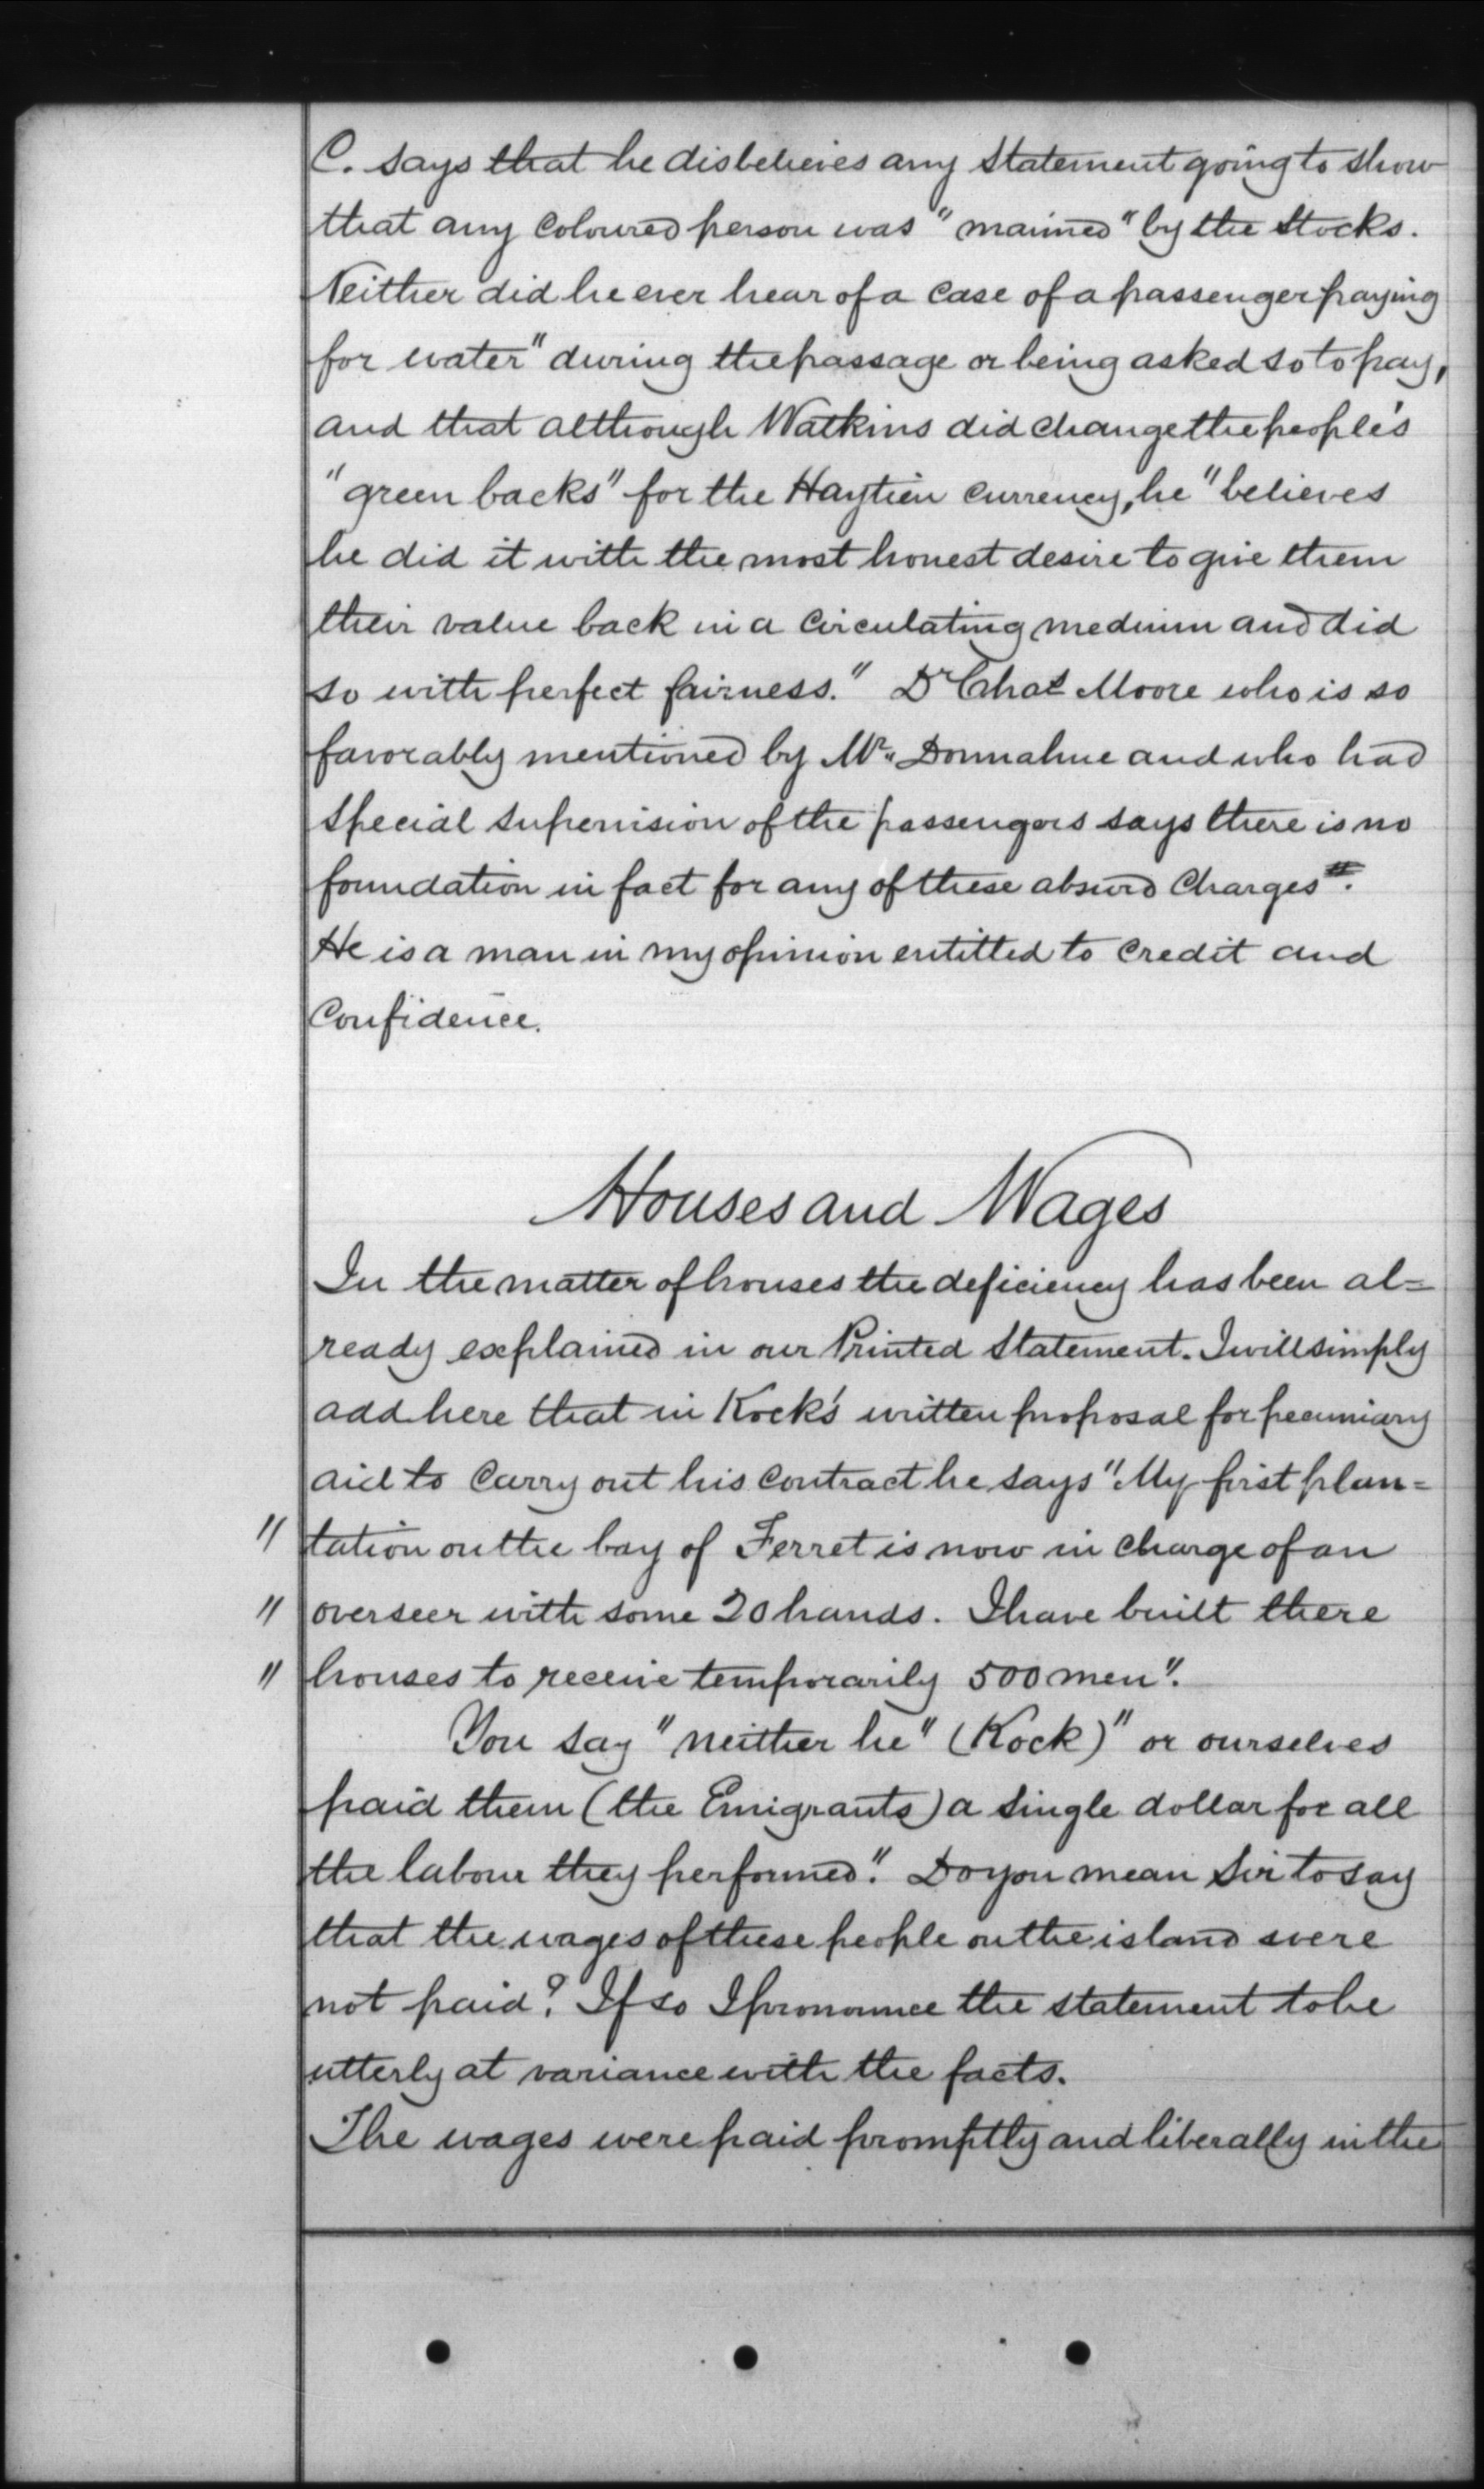 C. says that he disbelieves any statement going to show
that any coloured person was "maimed" by the stocks.
Neither did he ever hear of a case of a passenger paying
for water" during the passage or being asked so to pay,
and that although Watkins did change the people's
"green backs" for the Haytien currency, he "believes
he did it with the most honest desire to give them
their value back in a circulating medium and did
so with perfect fairness." Dr Chas Moore who is so
favorably mentioned by Mr. Donnahue and who had
special supervision of the passengers says there is no
foundation in fact for any of these absurd charges".
He is a man in my opinion entitled to credit and
confidence.
Houses and Wages
In the matter of houses the deficiency has been al=
ready explained in our Printed Statement. I will simply
add here that in Kock's written proposal for pecuniary
aid to carry out his contract he says "My first plan=
" tation on the bay of Ferret is now in charge of an
" overseer with some 20 hands. I have built there
" houses to receive temporarily 500 men".
You say "neither he" (Kock)" or ourselves
paid them (the Emigrants) a single dollar for all
the labour they performed". Do you mean Sir to say
that the wages of these people on the island were
not paid? If so I pronounce the statement to be
utterly at variance with the facts.
The wages were paid promptly and liberally in the